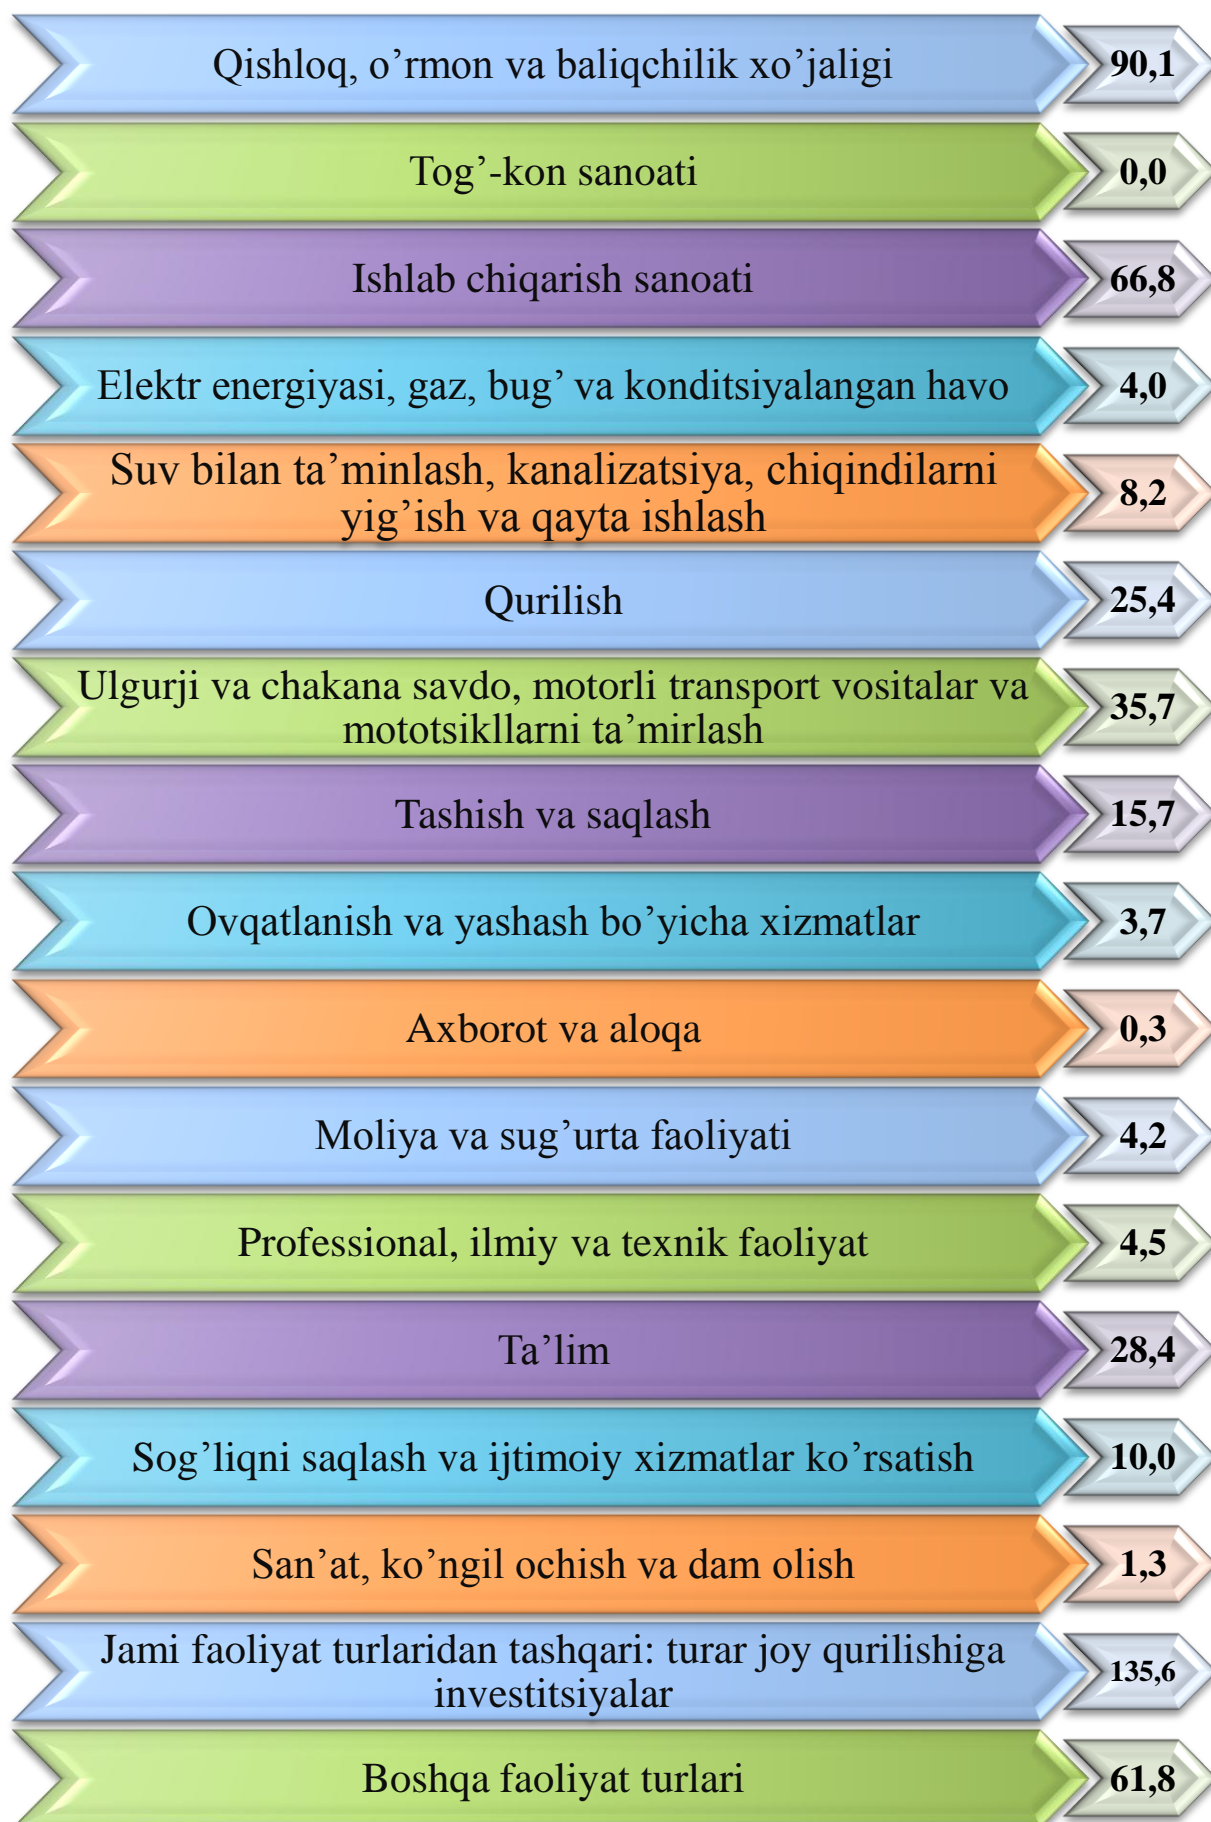 Qishloq, o’rmon va baliqchilik xo’jaligi 90,1
Tog’-kon sanoati 0,0
Ishlab chiqarish sanoati 66,8
Elektr energiyasi, gaz, bug’ va konditsiyalangan havo 4,0
Suv bilan ta’minlash, kanalizatsiya, chiqindilarni
yig’ish va qayta ishlash 8,2
Qurilish 25,4
Ulgurji va chakana savdo, motorli transport vositalar va
mototsikllarni ta’mirlash 35,7
Tashish va saqlash 15,7
Ovqatlanish va yashash bo’yicha xizmatlar 3,7
Axborot va aloqa 0,3
Moliya va sug’urta faoliyati 4,2
Professional, ilmiy va texnik faoliyat 4,5
Ta’lim 28,4
Sog’liqni saqlash va ijtimoiy xizmatlar ko’rsatish 10,0
San’at, ko’ngil ochish va dam olish 1,3
Jami faoliyat turlaridan tashqari: turar joy qurilishiga
investitsiyalar 135,6
Boshqa faoliyat turlari 61,8